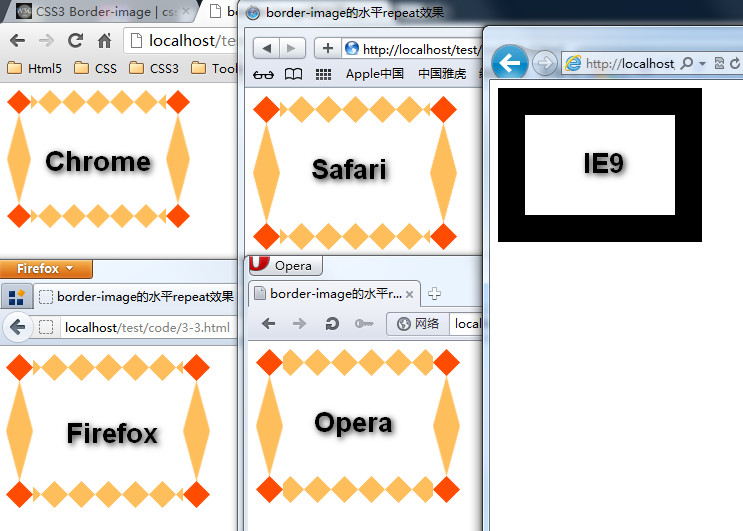 CSS3 Border-image | css
bo
localhost/te
Html5
CSS
CSS3
Tool
Chrome
border-image的水平repeat效果
http://localhost/test/
Apple中国
中国雅虎
Safari
http://localhost/
IE9
Firefox
border-image的水平repeat效果
localhost/test/code/3-3.html
Firefox
Opera
border-image的水平r...
网络
local
Opera